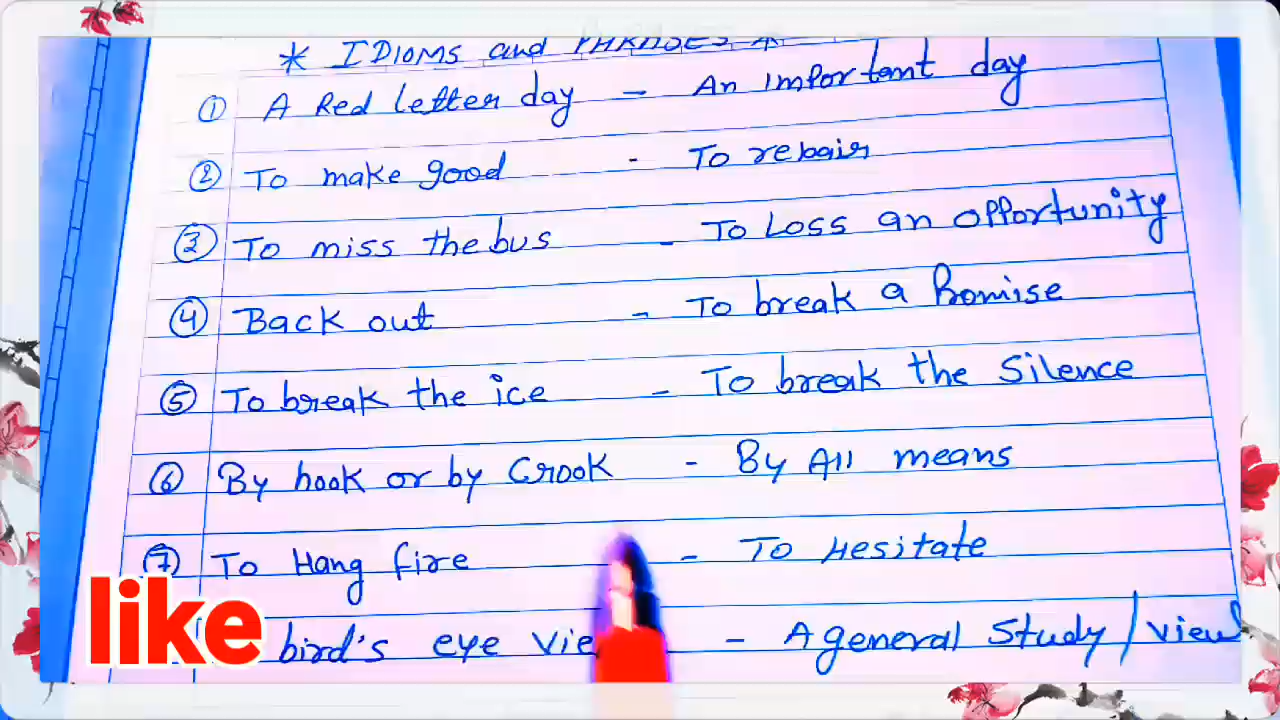 * IDIOMS and PHRASES *
① A Red letter day - An important day
② To make good - To repair
③ To miss the bus - To Loss an opportunity
④ Back out - To break a Promise
⑤ To break the ice - To break the Silence
⑥ By hook or by Crook - By All means
⑦ To Hang fire - To Hesitate
bird's eye vie - A general Study/view
like